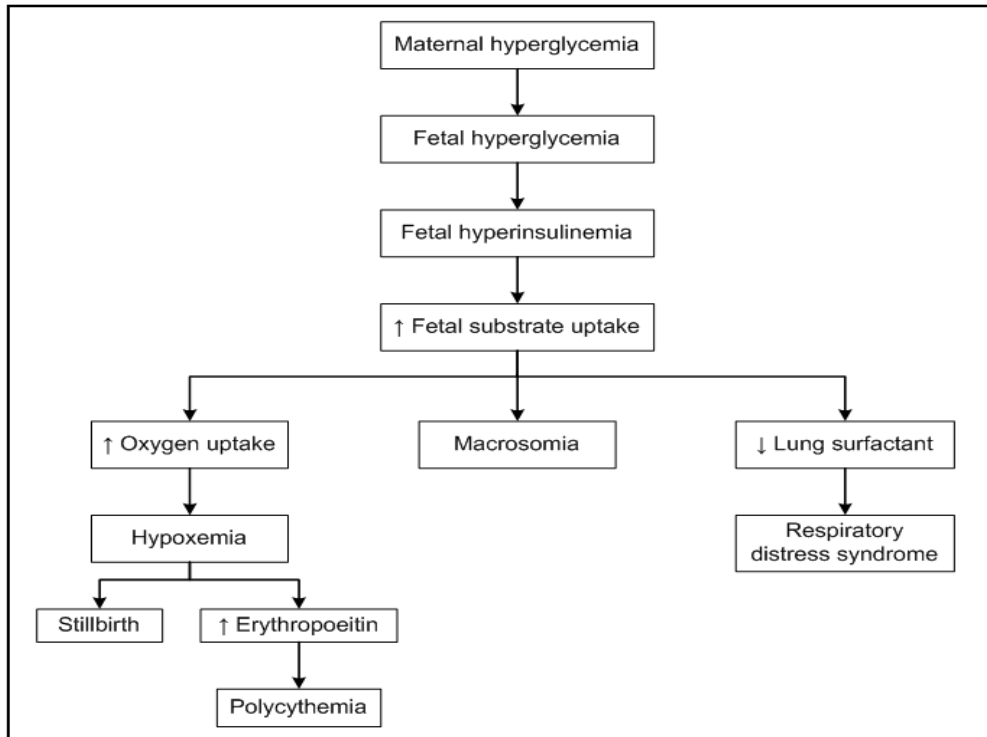 Maternal hyperglycemia
Fetal hyperglycemia
Fetal hyperinsulinemia
↑ Fetal substrate uptake
↑ Oxygen uptake
Macrosomia
↓ Lung surfactant
Hypoxemia
Respiratory
distress syndrome
Stillbirth
↑ Erythropoeitin
Polycythemia